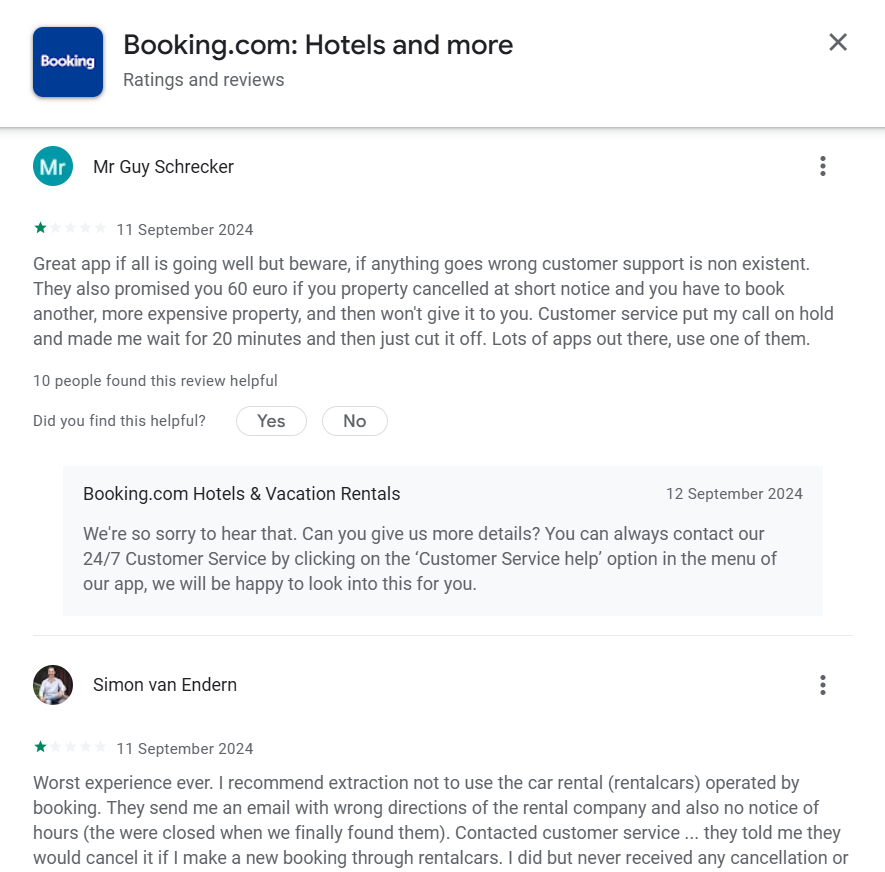 Booking
Booking.com: Hotels and more
Ratings and reviews
Mr
Mr Guy Schrecker
11 September 2024
Great app if all is going well but beware, if anything goes wrong customer support is non existent.
They also promised you 60 euro if you property cancelled at short notice and you have to book
another, more expensive property, and then won't give it to you. Customer service put my call on hold
and made me wait for 20 minutes and then just cut it off. Lots of apps out there, use one of them.
10 people found this review helpful
Did you find this helpful?
Yes
No
Booking.com Hotels & Vacation Rentals
12 September 2024
We're so sorry to hear that. Can you give us more details? You can always contact our
24/7 Customer Service by clicking on the ‘Customer Service help’ option in the menu of
our app, we will be happy to look into this for you.
Simon van Endern
11 September 2024
Worst experience ever. I recommend extraction not to use the car rental (rentalcars) operated by
booking. They send me an email with wrong directions of the rental company and also no notice of
hours (the were closed when we finally found them). Contacted customer service ... they told me they
would cancel it if I make a new booking through rentalcars. I did but never received any cancellation or